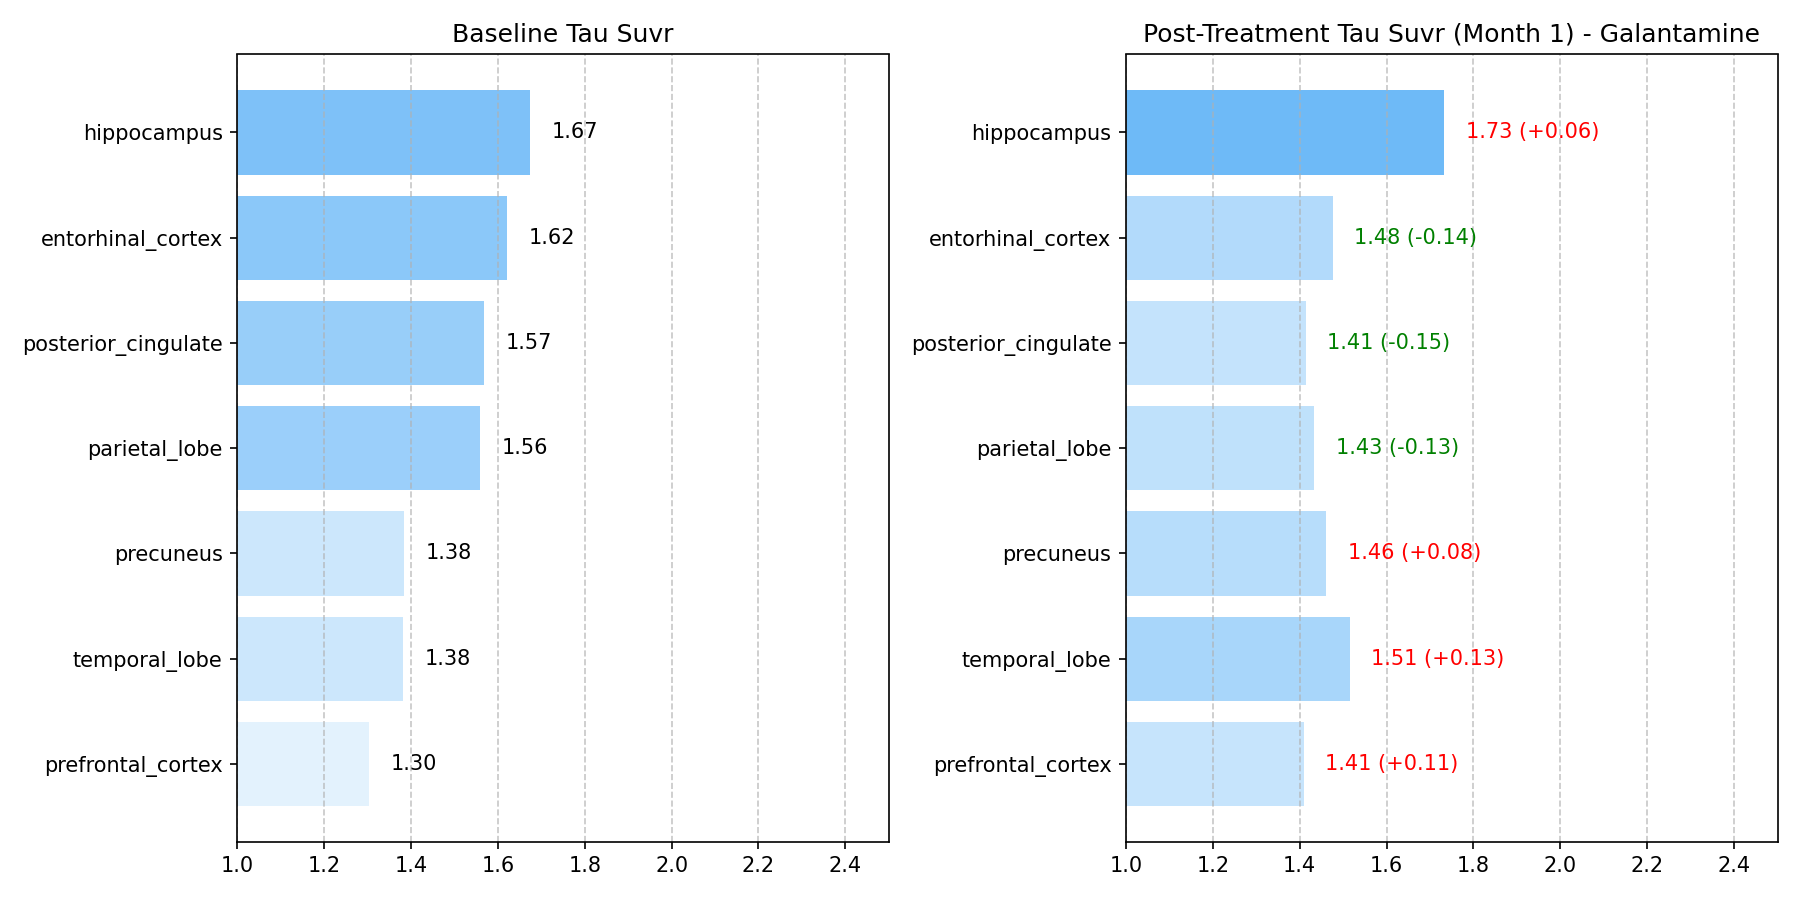 Baseline Tau Suvr
hippocampus
1.67
entorhinal_cortex
1.62
posterior_cingulate
1.57
parietal_lobe
1.56
precuneus
1.38
temporal_lobe
1.38
prefrontal_cortex
1.30
1.0 1.2 1.4 1.6 1.8 2.0 2.2 2.4
Post-Treatment Tau Suvr (Month 1) - Galantamine
hippocampus
1.73 (+0.06)
entorhinal_cortex
1.48 (-0.14)
posterior_cingulate
1.41 (-0.15)
parietal_lobe
1.43 (-0.13)
precuneus
1.46 (+0.08)
temporal_lobe
1.51 (+0.13)
prefrontal_cortex
1.41 (+0.11)
1.0 1.2 1.4 1.6 1.8 2.0 2.2 2.4